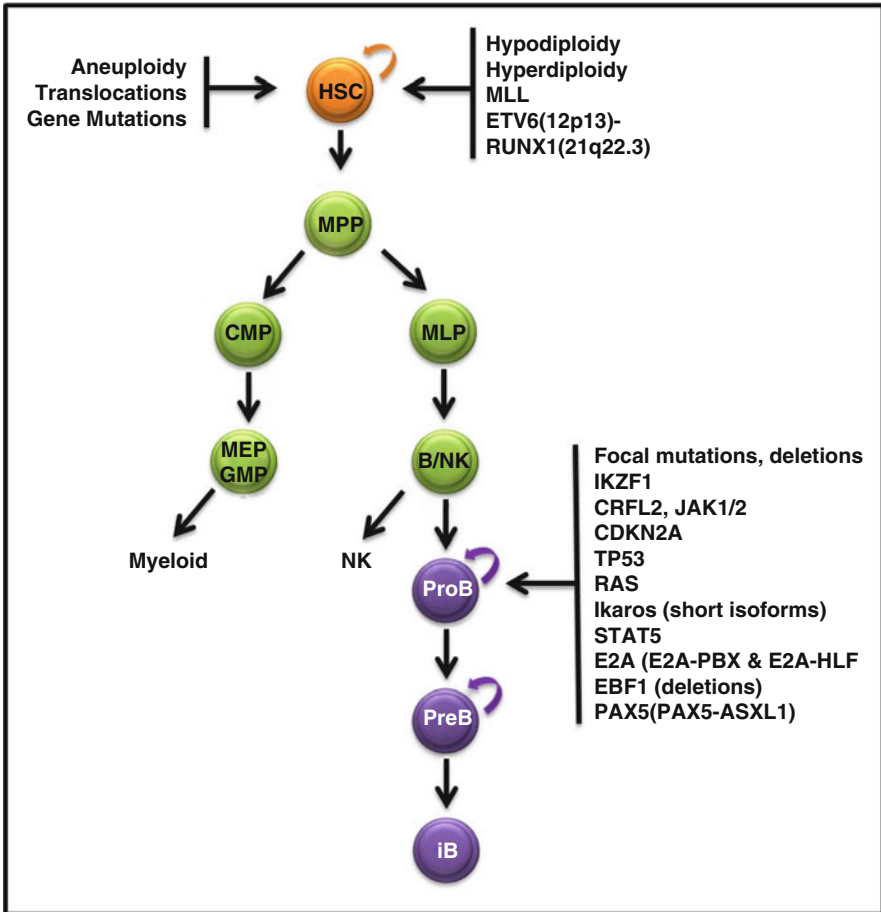 Aneuploidy
Translocations
Gene Mutations
HSC
Hypodiploidy
Hyperdiploidy
MLL
ETV6(12p13)-
RUNX1(21q22.3)
MPP
CMP
MLP
MEP
GMP
B/NK
Myeloid
NK
Focal mutations, deletions
IKZF1
CRFL2, JAK1/2
CDKN2A
TP53
RAS
Ikaros (short isoforms)
STAT5
E2A (E2A-PBX & E2A-HLF
EBF1 (deletions)
PAX5(PAX5-ASXL1)
ProB
PreB
iB